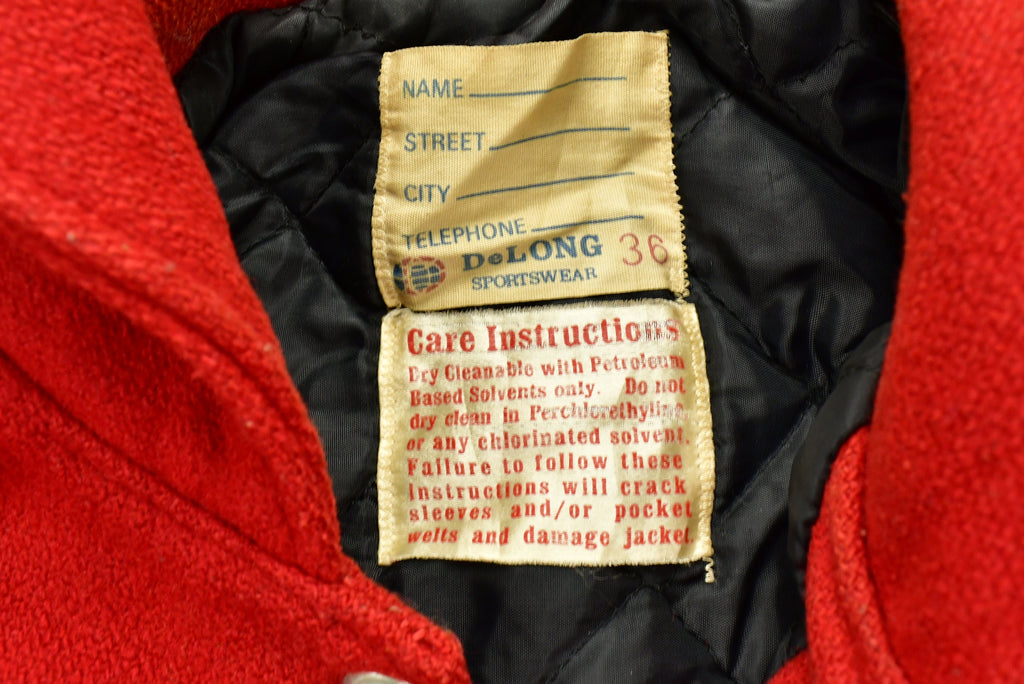 NAME
STREET
CITY
TELEPHONE
DeLONG 36
SPORTSWEAR
Care Instructions
Dry Cleanable with Petroleum
Based Solvents only. Do not
dry clean in Perchlorethyline
or any chlorinated solvent.
Failure to follow these
instructions will crack
sleeves and/or pocket
welts and damage jacket.